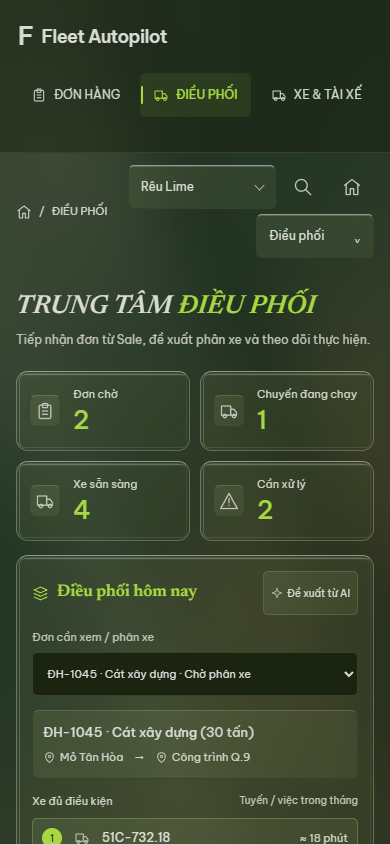 F Fleet Autopilot
ĐƠN HÀNG ĐIỀU PHỐI XE & TÀI XẾ
Rêu Lime
/ ĐIỀU PHỐI
Điều phối
TRUNG TÂM ĐIỀU PHỐI
Tiếp nhận đơn từ Sale, đề xuất phân xe và theo dõi thực hiện.
Đơn chờ
2
Chuyến đang chạy
1
Xe sẵn sàng
4
Cần xử lý
2
Điều phối hôm nay
Đề xuất từ AI
Đơn cần xem / phân xe
ĐH-1045 · Cát xây dựng · Chờ phân xe
ĐH-1045 · Cát xây dựng (30 tấn)
Mỏ Tân Hòa → Công trình Q.9
Xe đủ điều kiện Tuyến / việc trong tháng
1 51C-732.18 ≈ 18 phút